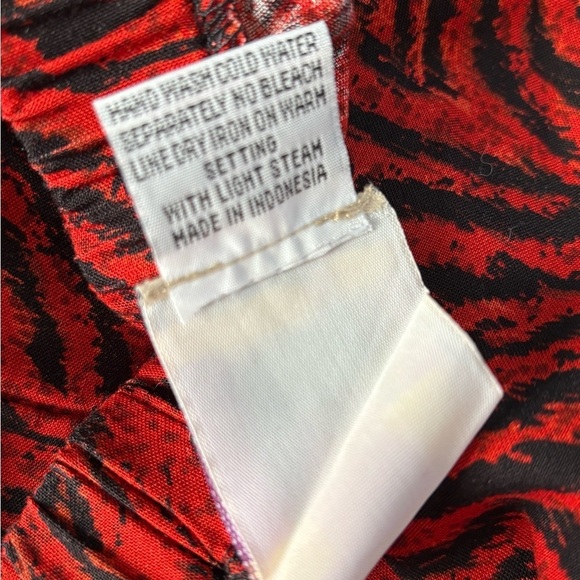 HAND WASH COLD WATER
SEPARATELY NO BLEACH
LINE DRY IRON ON WARM
SETTING
WITH LIGHT STEAM
MADE IN INDONESIA